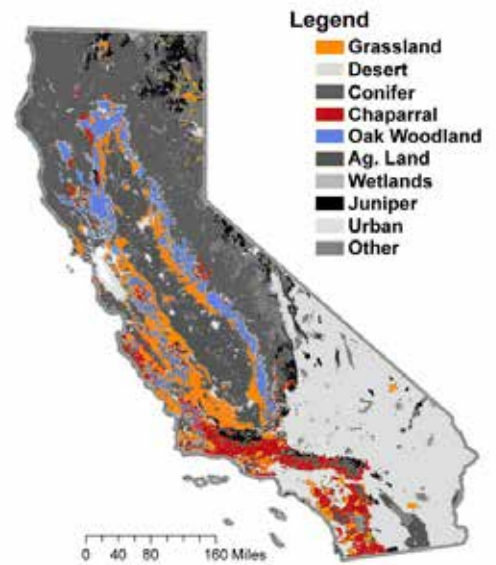 Legend
Grassland
Desert
Conifer
Chaparral
Oak Woodland
Ag. Land
Wetlands
Juniper
Urban
Other
0 40 80 160 Miles